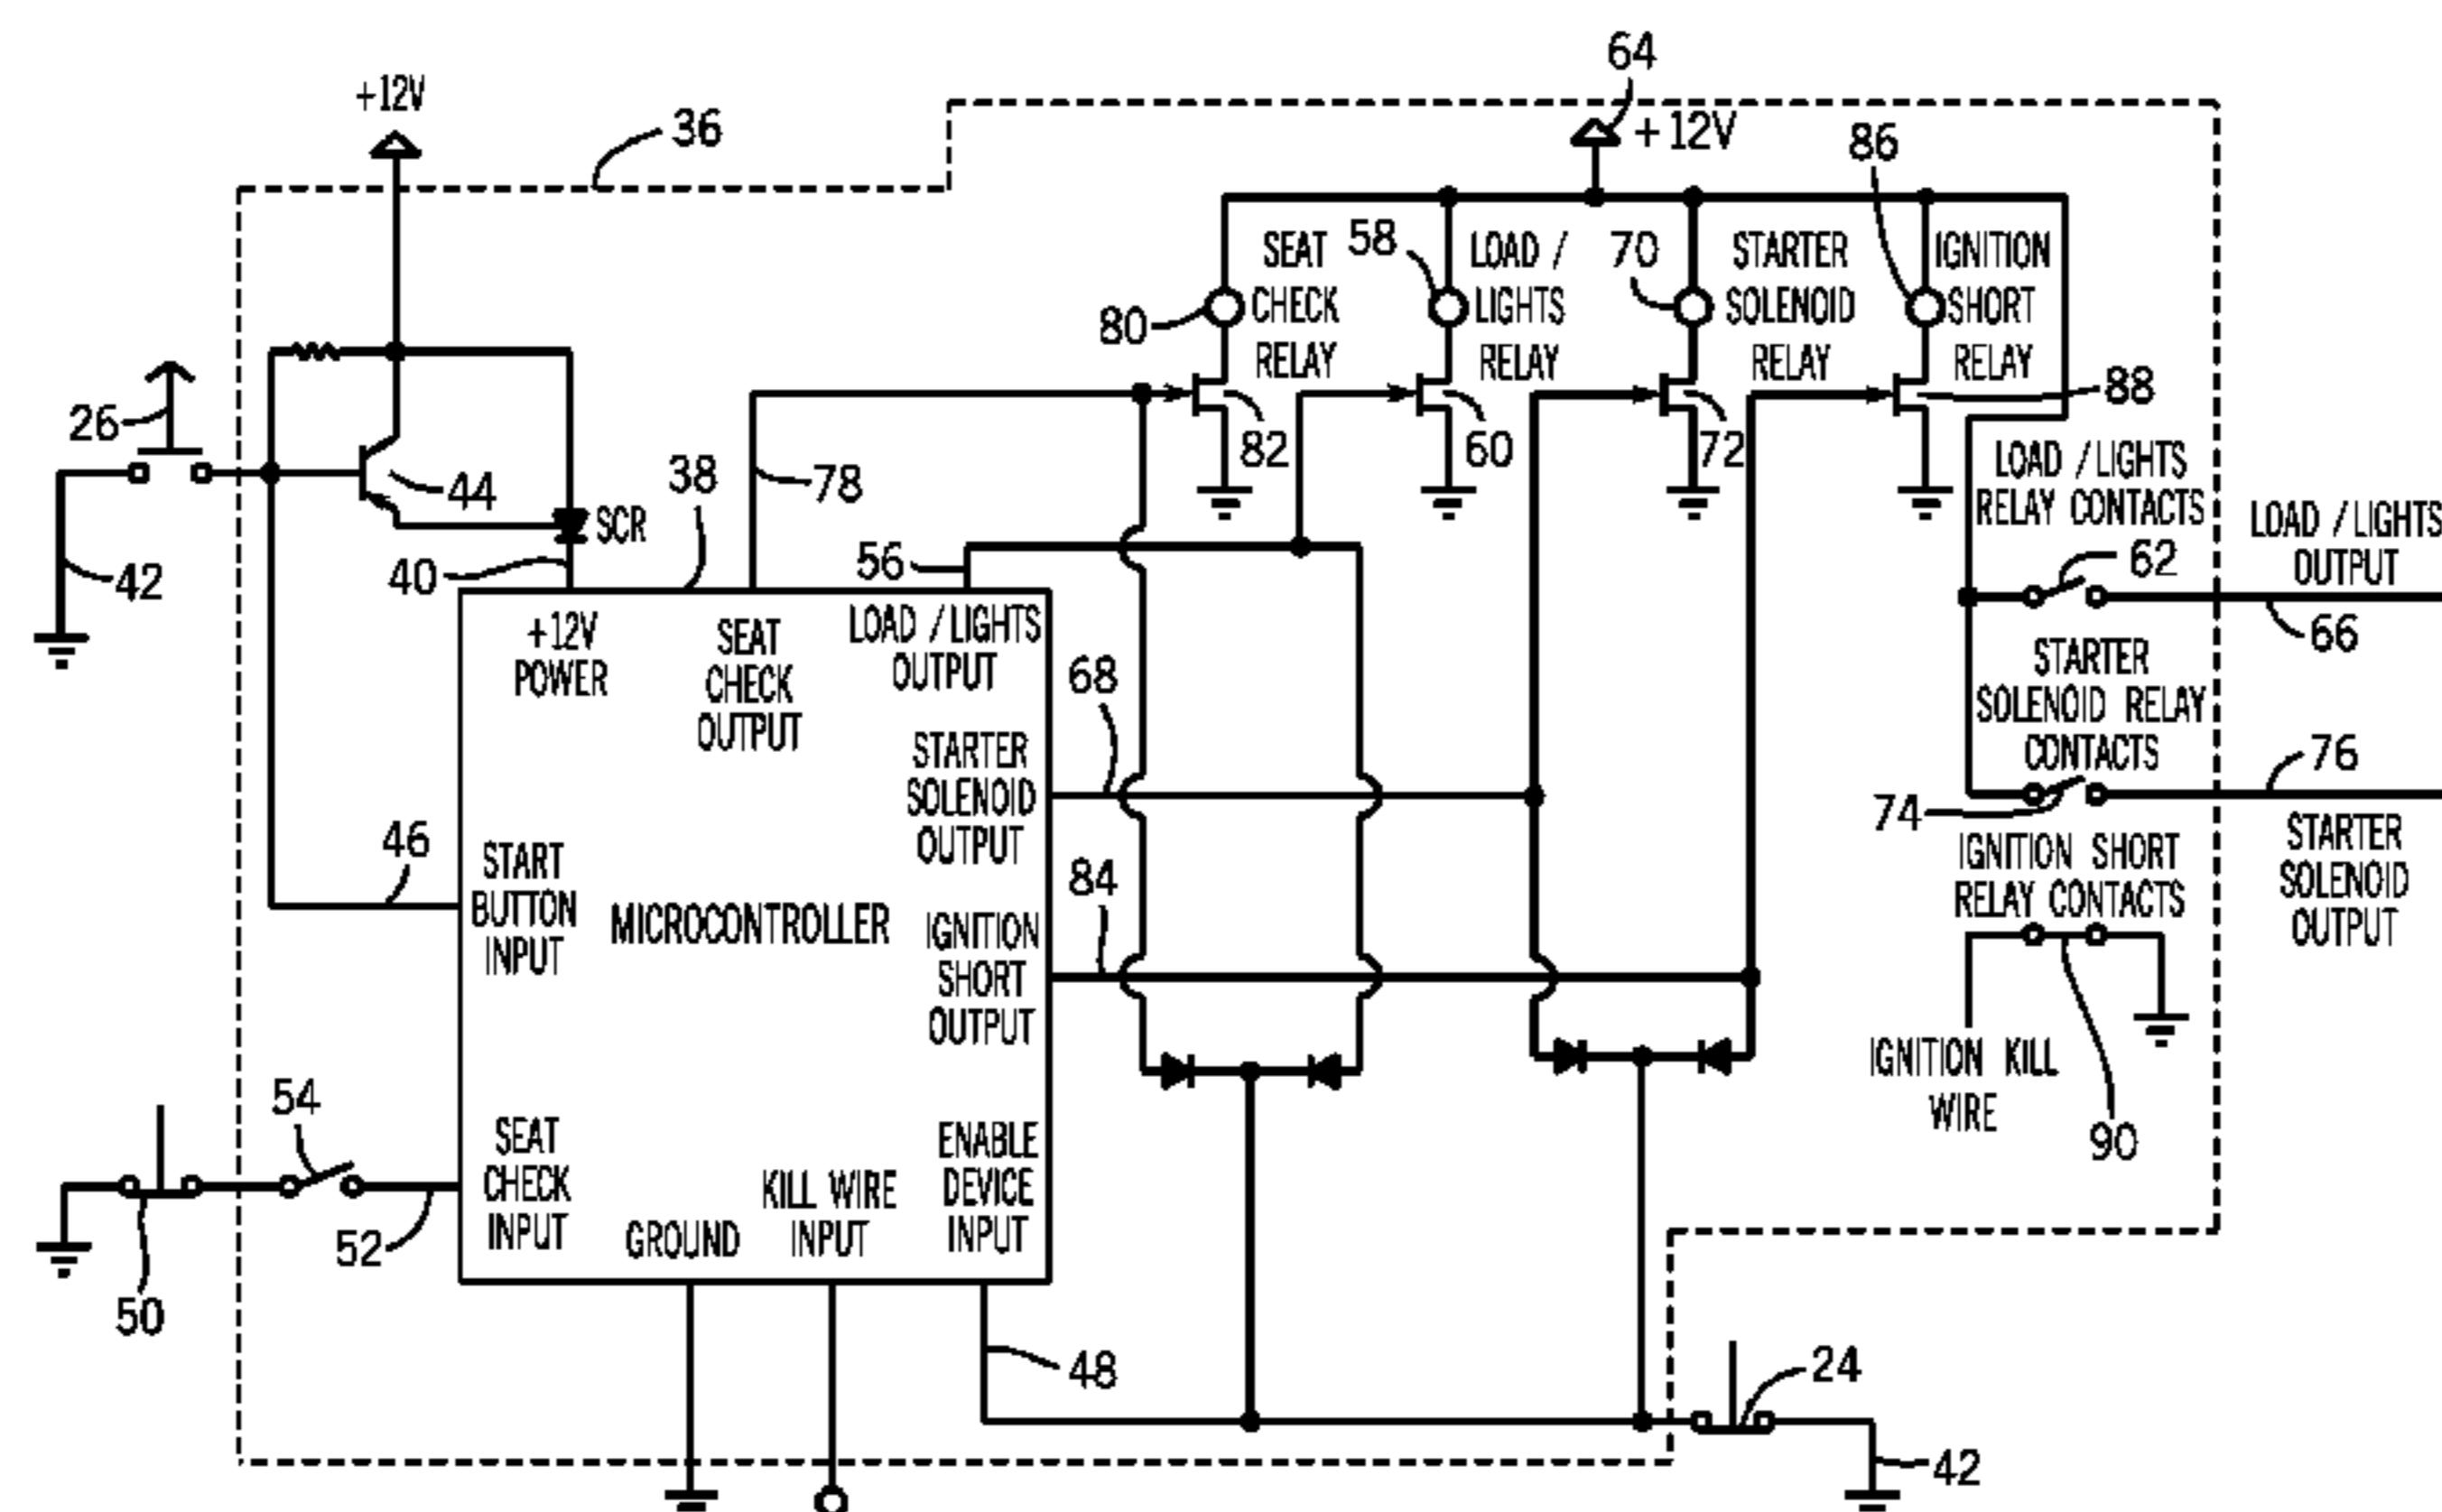 64
+12V
36
+12V
86
SEAT
CHECK
RELAY
58
LOAD /
LIGHTS
RELAY
70
STARTER
SOLENOID
RELAY
IGNITION
SHORT
RELAY
80
26
82
60
72
88
44
38
78
LOAD / LIGHTS
RELAY CONTACTS
SCR
LOAD / LIGHTS
OUTPUT
42
40
56
62
+12V
POWER
SEAT
CHECK
OUTPUT
LOAD / LIGHTS
OUTPUT
66
68
STARTER
SOLENOID RELAY
CONTACTS
STARTER
SOLENOID
OUTPUT
76
74
46
START
BUTTON
INPUT
84
IGNITION SHORT
RELAY CONTACTS
STARTER
SOLENOID
OUTPUT
MICROCONTROLLER
IGNITION
SHORT
OUTPUT
IGNITION KILL
WIRE
90
54
SEAT
CHECK
INPUT
52
GROUND
KILL WIRE
INPUT
ENABLE
DEVICE
INPUT
50
48
24
42